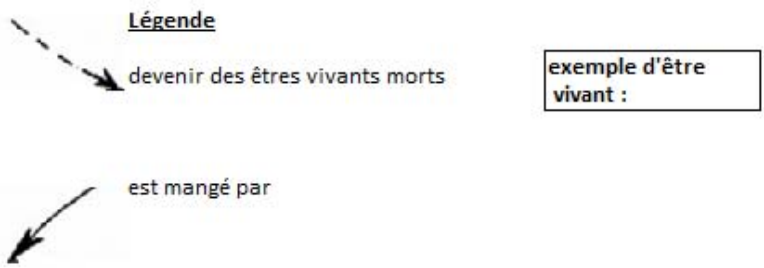 Légende
devenir des êtres vivants morts
exemple d'être
vivant :
est mangé par